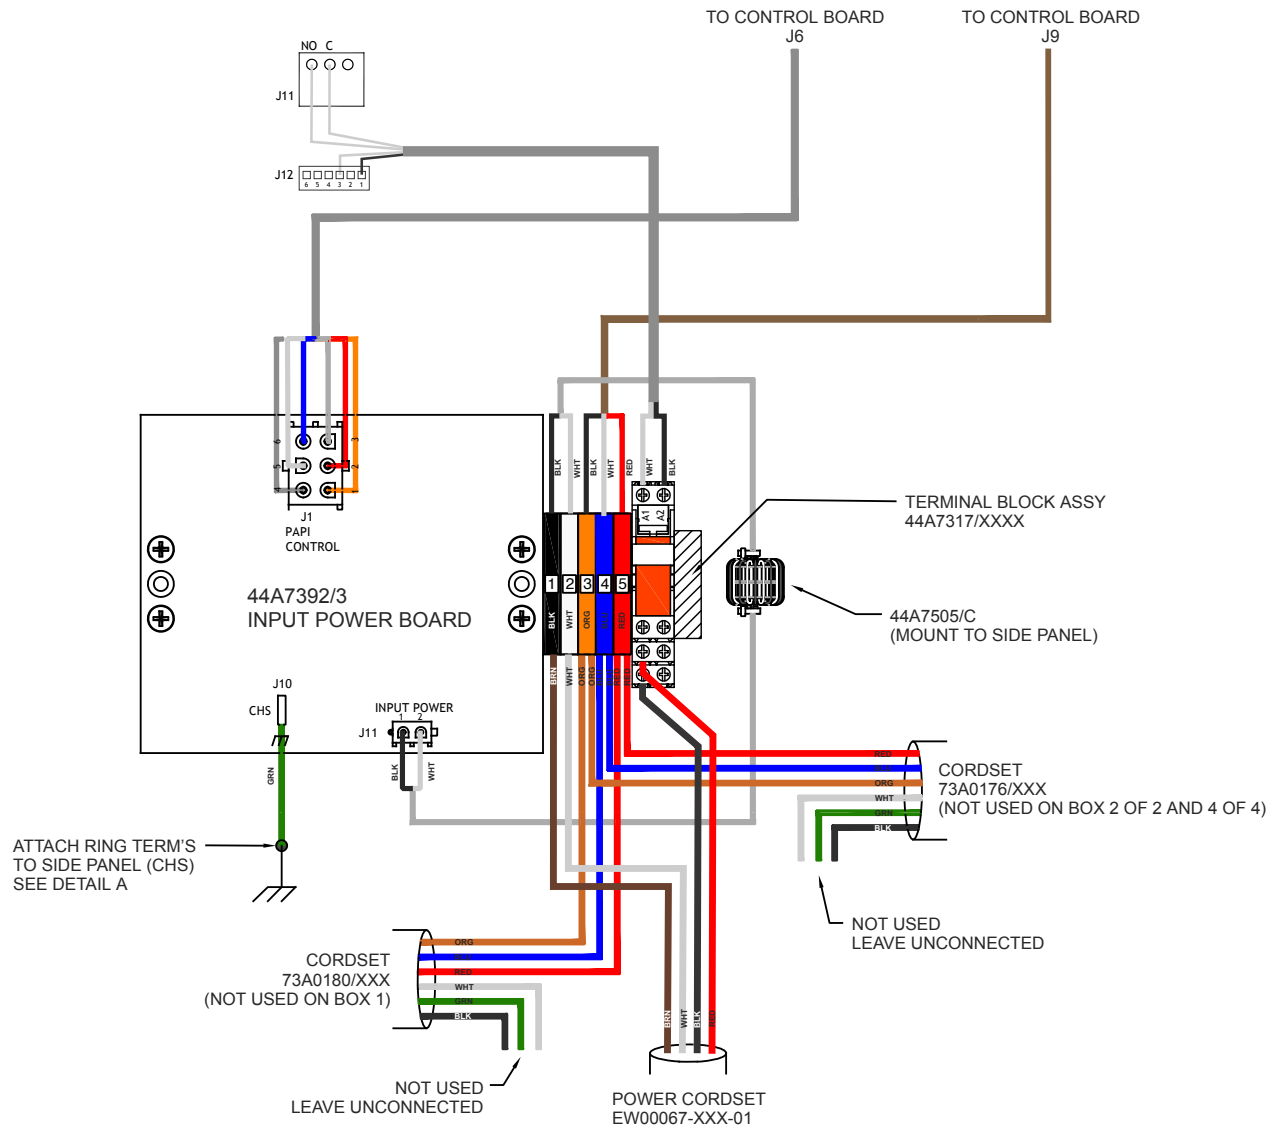 TO CONTROL BOARD
J6
TO CONTROL BOARD
J9
NO C
J11
J12
6 5 4 3 2 1
6
5
4
3
2
1
J1
PAPI
CONTROL
44A7392/3
INPUT POWER BOARD
BLK
WHT
BLK
WHT
RED
WHT
BLK
A1 A2
1 2 3 4 5
BLK
WHT
ORG
BLU
RED
BRN
WHT
ORG
ORG
RED
RED
TERMINAL BLOCK ASSY
44A7317/XXXX
44A7505/C
(MOUNT TO SIDE PANEL)
J10
CHS
GRN
INPUT POWER
1 2
J11
BLK
WHT
ATTACH RING TERM'S
TO SIDE PANEL (CHS)
SEE DETAIL A
RED
BLU
ORG
WHT
GRN
BLK
CORDSET
73A0176/XXX
(NOT USED ON BOX 2 OF 2 AND 4 OF 4)
NOT USED
LEAVE UNCONNECTED
CORDSET
73A0180/XXX
(NOT USED ON BOX 1)
ORG
BLU
RED
WHT
GRN
BLK
NOT USED
LEAVE UNCONNECTED
BRN
WHT
BLK
RED
POWER CORDSET
EW00067-XXX-01